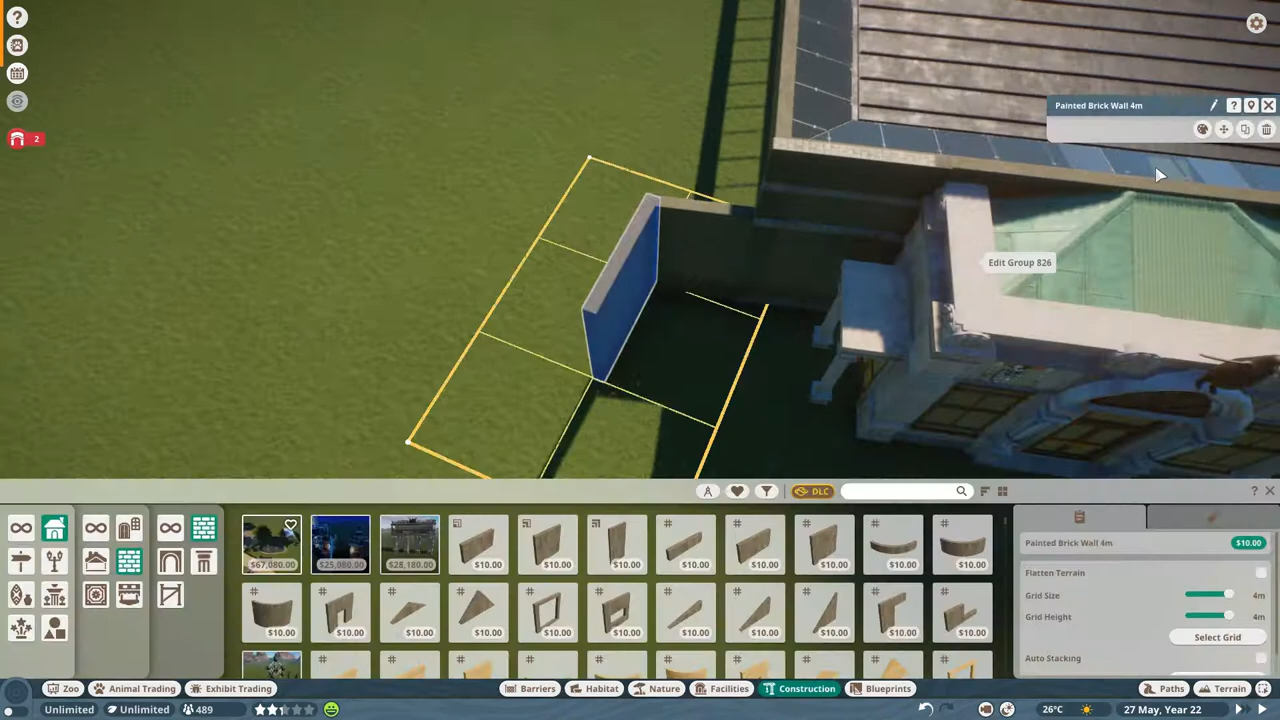 ?
2
Painted Brick Wall 4m
?
Edit Group 826
DLC
?
$67,080.00 $25,080.00 $28,180.00 $10.00 $10.00 $10.00 $10.00 $10.00 $10.00 $10.00 $10.00
Painted Brick Wall 4m $10.00
Flatten Terrain
Grid Size 4m
Grid Height 4m
$10.00 $10.00 $10.00 $10.00 $10.00 $10.00 $10.00 $10.00 $10.00 $10.00 $10.00
Select Grid
Auto Stacking
Zoo Animal Trading Exhibit Trading Barriers Habitat Nature Facilities Construction Blueprints Paths Terrain
Unlimited Unlimited 489 26°C 27 May, Year 22